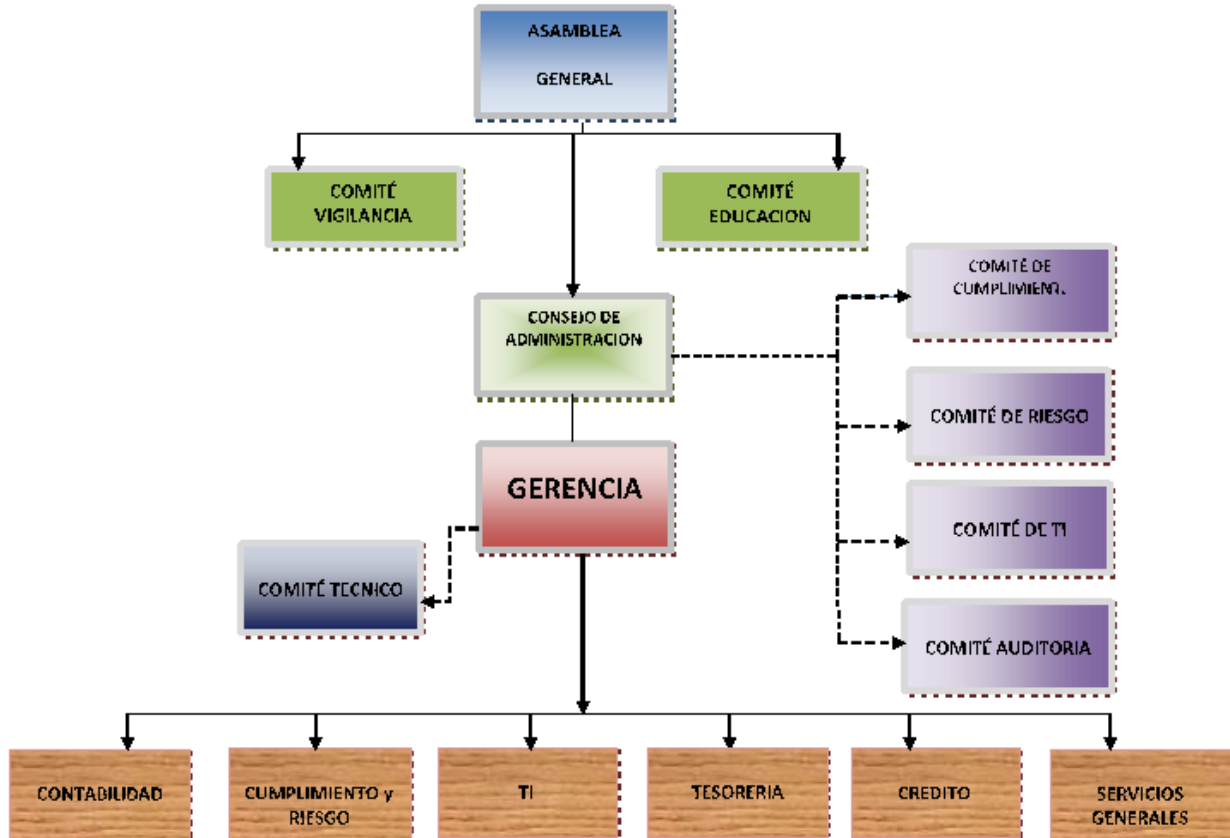 ASAMBLEA
GENERAL
COMITÉ
VIGILANCIA
COMITÉ
EDUCACION
COMITÉ DE
CUMPLIMIENT.
CONSEJO DE
ADMINISTRACION
COMITÉ DE RIESGO
GERENCIA
COMITÉ DE TI
COMITÉ TECNICO
COMITÉ AUDITORIA
CONTABILIDAD
CUMPLIMIENTO y
RIESGO
TI
TESORERIA
CREDITO
SERVICIOS
GENERALES